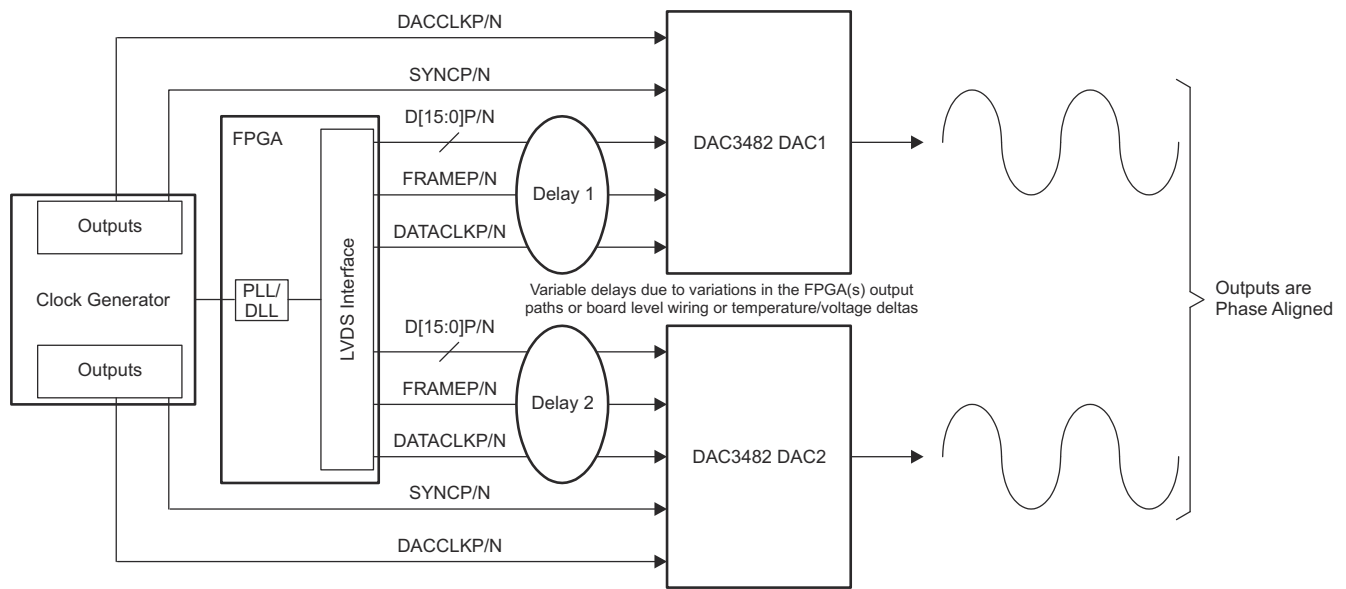 DACCLKP/N
SYNCP/N
D[15:0]P/N
FPGA
DAC3482 DAC1
FRAMEP/N
Delay 1
Outputs
DATACLKP/N
Clock Generator
PLL/
DLL
LVDS Interface
Variable delays due to variations in the FPGA(s) output
paths or board level wiring or temperature/voltage deltas
Outputs are
Phase Aligned
D[15:0]P/N
Outputs
FRAMEP/N
Delay 2
DATACLKP/N
DAC3482 DAC2
SYNCP/N
DACCLKP/N